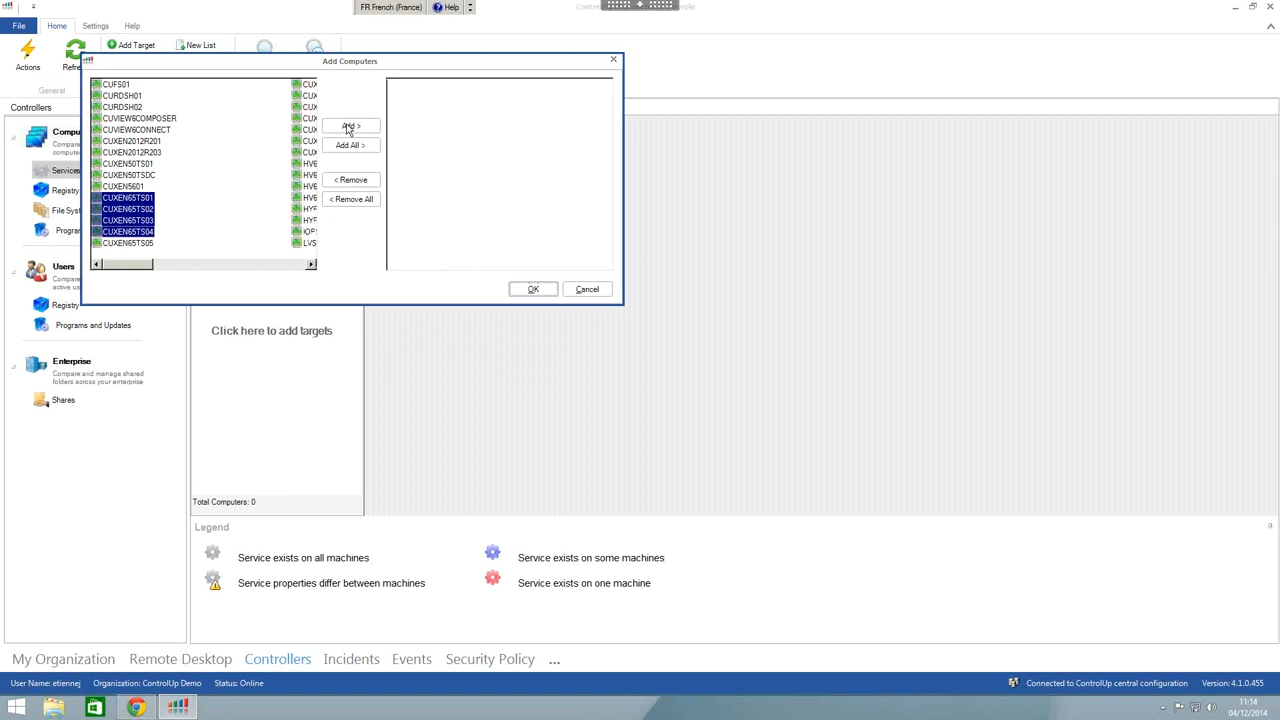 FR French (France)
Help
File
Home
Settings
Help
Actions
Add Target
New List
General
Controllers
Add Computers
CUFS01
CURDSH01
CURDSH02
CUVIEW6COMPOSER
CUVIEW6CONNECT
CUXEN2012R201
CUXEN2012R203
CUXEN50TS01
CUXEN50TSDC
CUXEN5601
CUXEN65TS01
CUXEN65TS02
CUXEN65TS03
CUXEN65TS04
CUXEN65TS05
Add >
Add All >
< Remove
< Remove All
OK
Cancel
Services
Registry
Users
Registry
Programs and Updates
Enterprise
Compare and manage shared
folders across your enterprise
Shares
Click here to add targets
Total Computers: 0
Legend
Service exists on all machines
Service exists on some machines
Service properties differ between machines
Service exists on one machine
My Organization
Remote Desktop
Controllers
Incidents
Events
Security Policy
...
User Name: etiennej
Organization: ControlUp Demo
Status: Online
Connected to ControlUp central configuration
Version: 4.1.0.455
11:14
04/12/2014